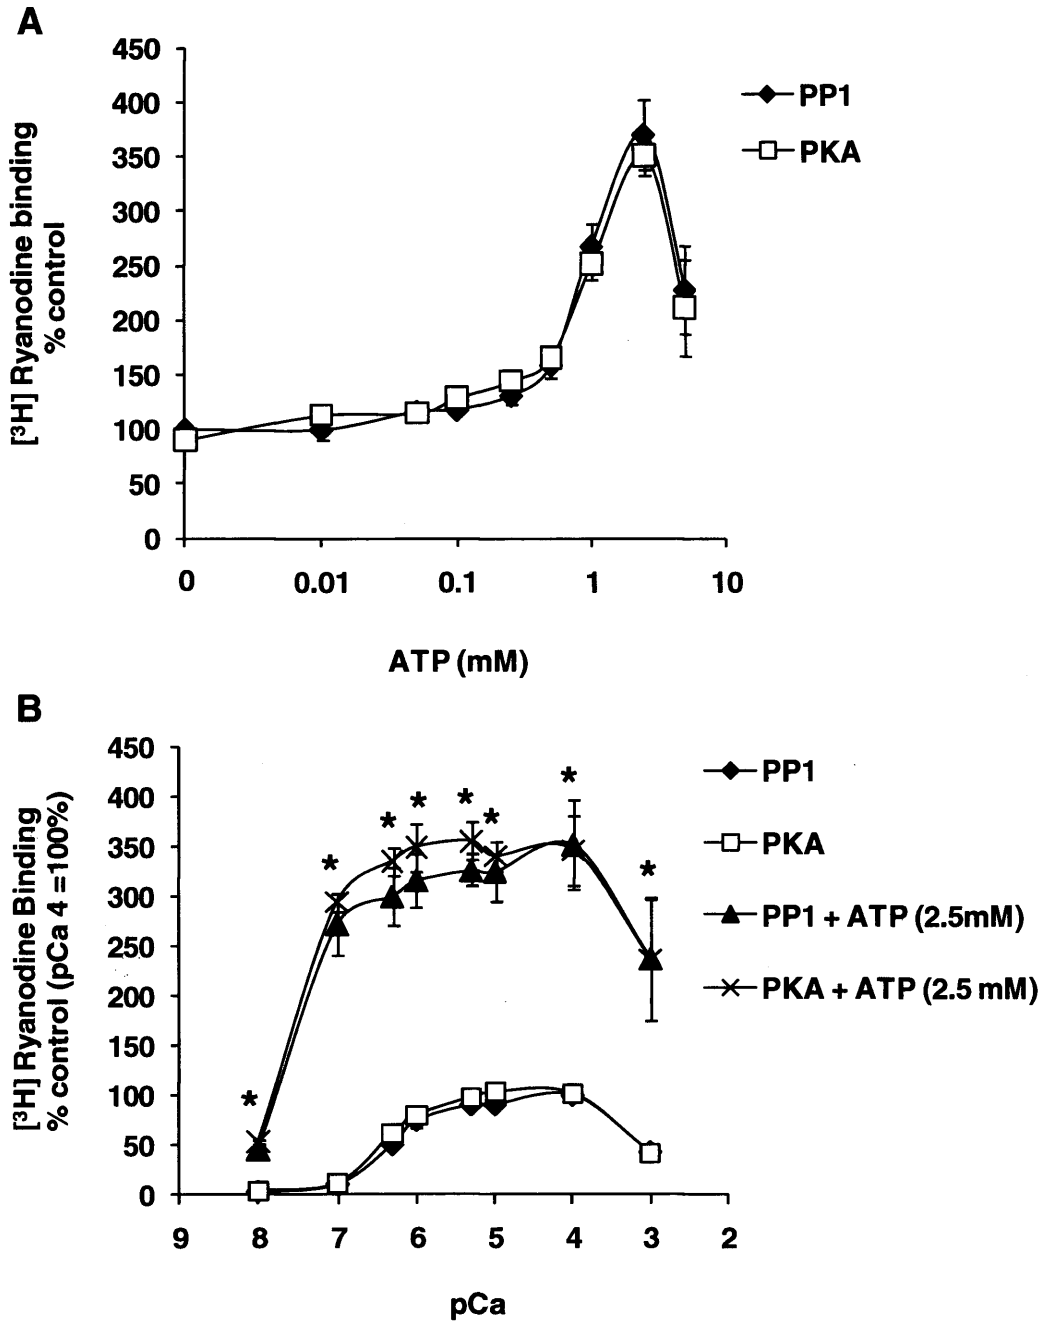 A
450
400
350
300
250
200
150
100
50
0
[³H] Ryanodine binding
% control
0
0.01
0.1
1
10
ATP (mM)
PP1
PKA
B
450
400
350
300
250
200
150
100
50
0
[³H] Ryanodine Binding
% control (pCa 4 =100%)
*
*
*
*
*
*
*
*
9
8
7
6
5
4
3
2
pCa
PP1
PKA
PP1 + ATP (2.5mM)
PKA + ATP (2.5 mM)